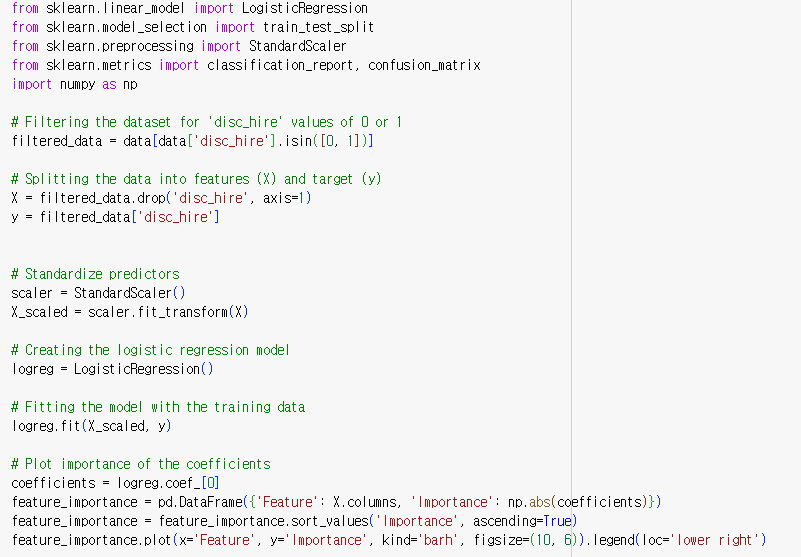 from sklearn.linear_model import LogisticRegression
from sklearn.model_selection import train_test_split
from sklearn.preprocessing import StandardScaler
from sklearn.metrics import classification_report, confusion_matrix
import numpy as np
# Filtering the dataset for 'disc_hire' values of 0 or 1
filtered_data = data[data['disc_hire'].isin([0, 1])]
# Splitting the data into features (X) and target (y)
X = filtered_data.drop('disc_hire', axis=1)
y = filtered_data['disc_hire']
# Standardize predictors
scaler = StandardScaler()
X_scaled = scaler.fit_transform(X)
# Creating the logistic regression model
logreg = LogisticRegression()
# Fitting the model with the training data
logreg.fit(X_scaled, y)
# Plot importance of the coefficients
coefficients = logreg.coef_[0]
feature_importance = pd.DataFrame({'Feature': X.columns, 'Importance': np.abs(coefficients)})
feature_importance = feature_importance.sort_values('Importance', ascending=True)
feature_importance.plot(x='Feature', y='Importance', kind='barh', figsize=(10, 6)).legend(loc='lower right')